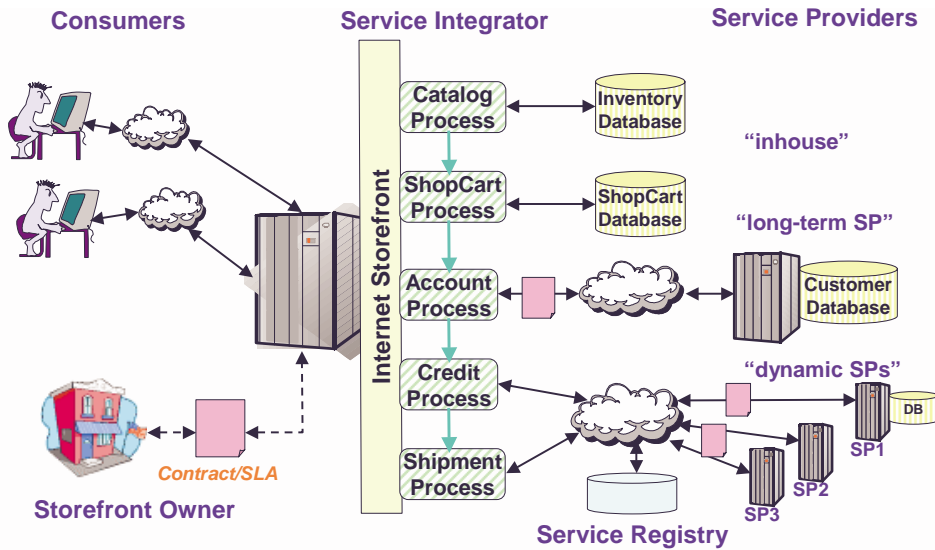 Consumers
Service Integrator
Service Providers
Internet Storefront
Catalog
Process
Inventory
Database
"inhouse"
ShopCart
Process
ShopCart
Database
"long-term SP"
Account
Process
Customer
Database
"dynamic SPs"
Credit
Process
DB
SP1
Shipment
Process
SP2
SP3
Contract/SLA
Storefront Owner
Service Registry